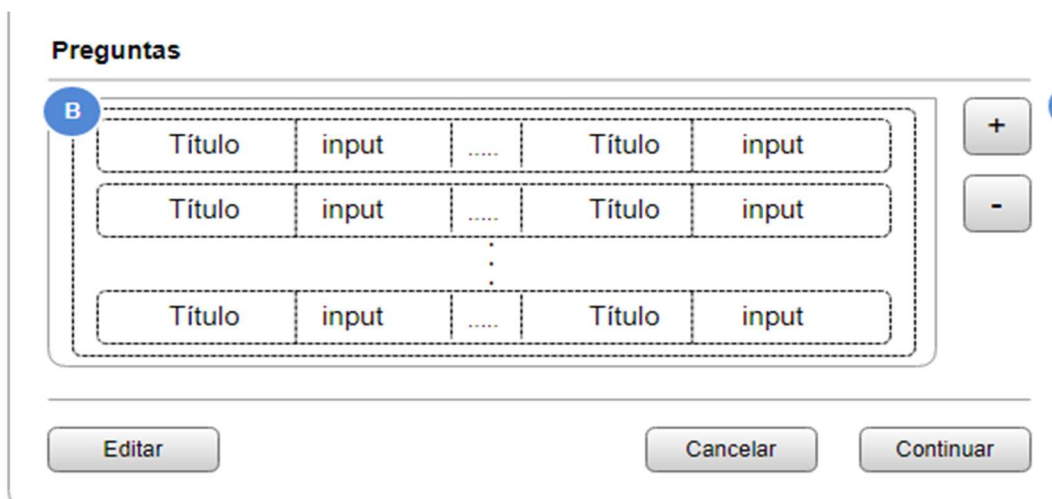 Preguntas
B
Título input ..... Título input +
Título input ..... Título input -
Título input ..... Título input
Editar Cancelar Continuar